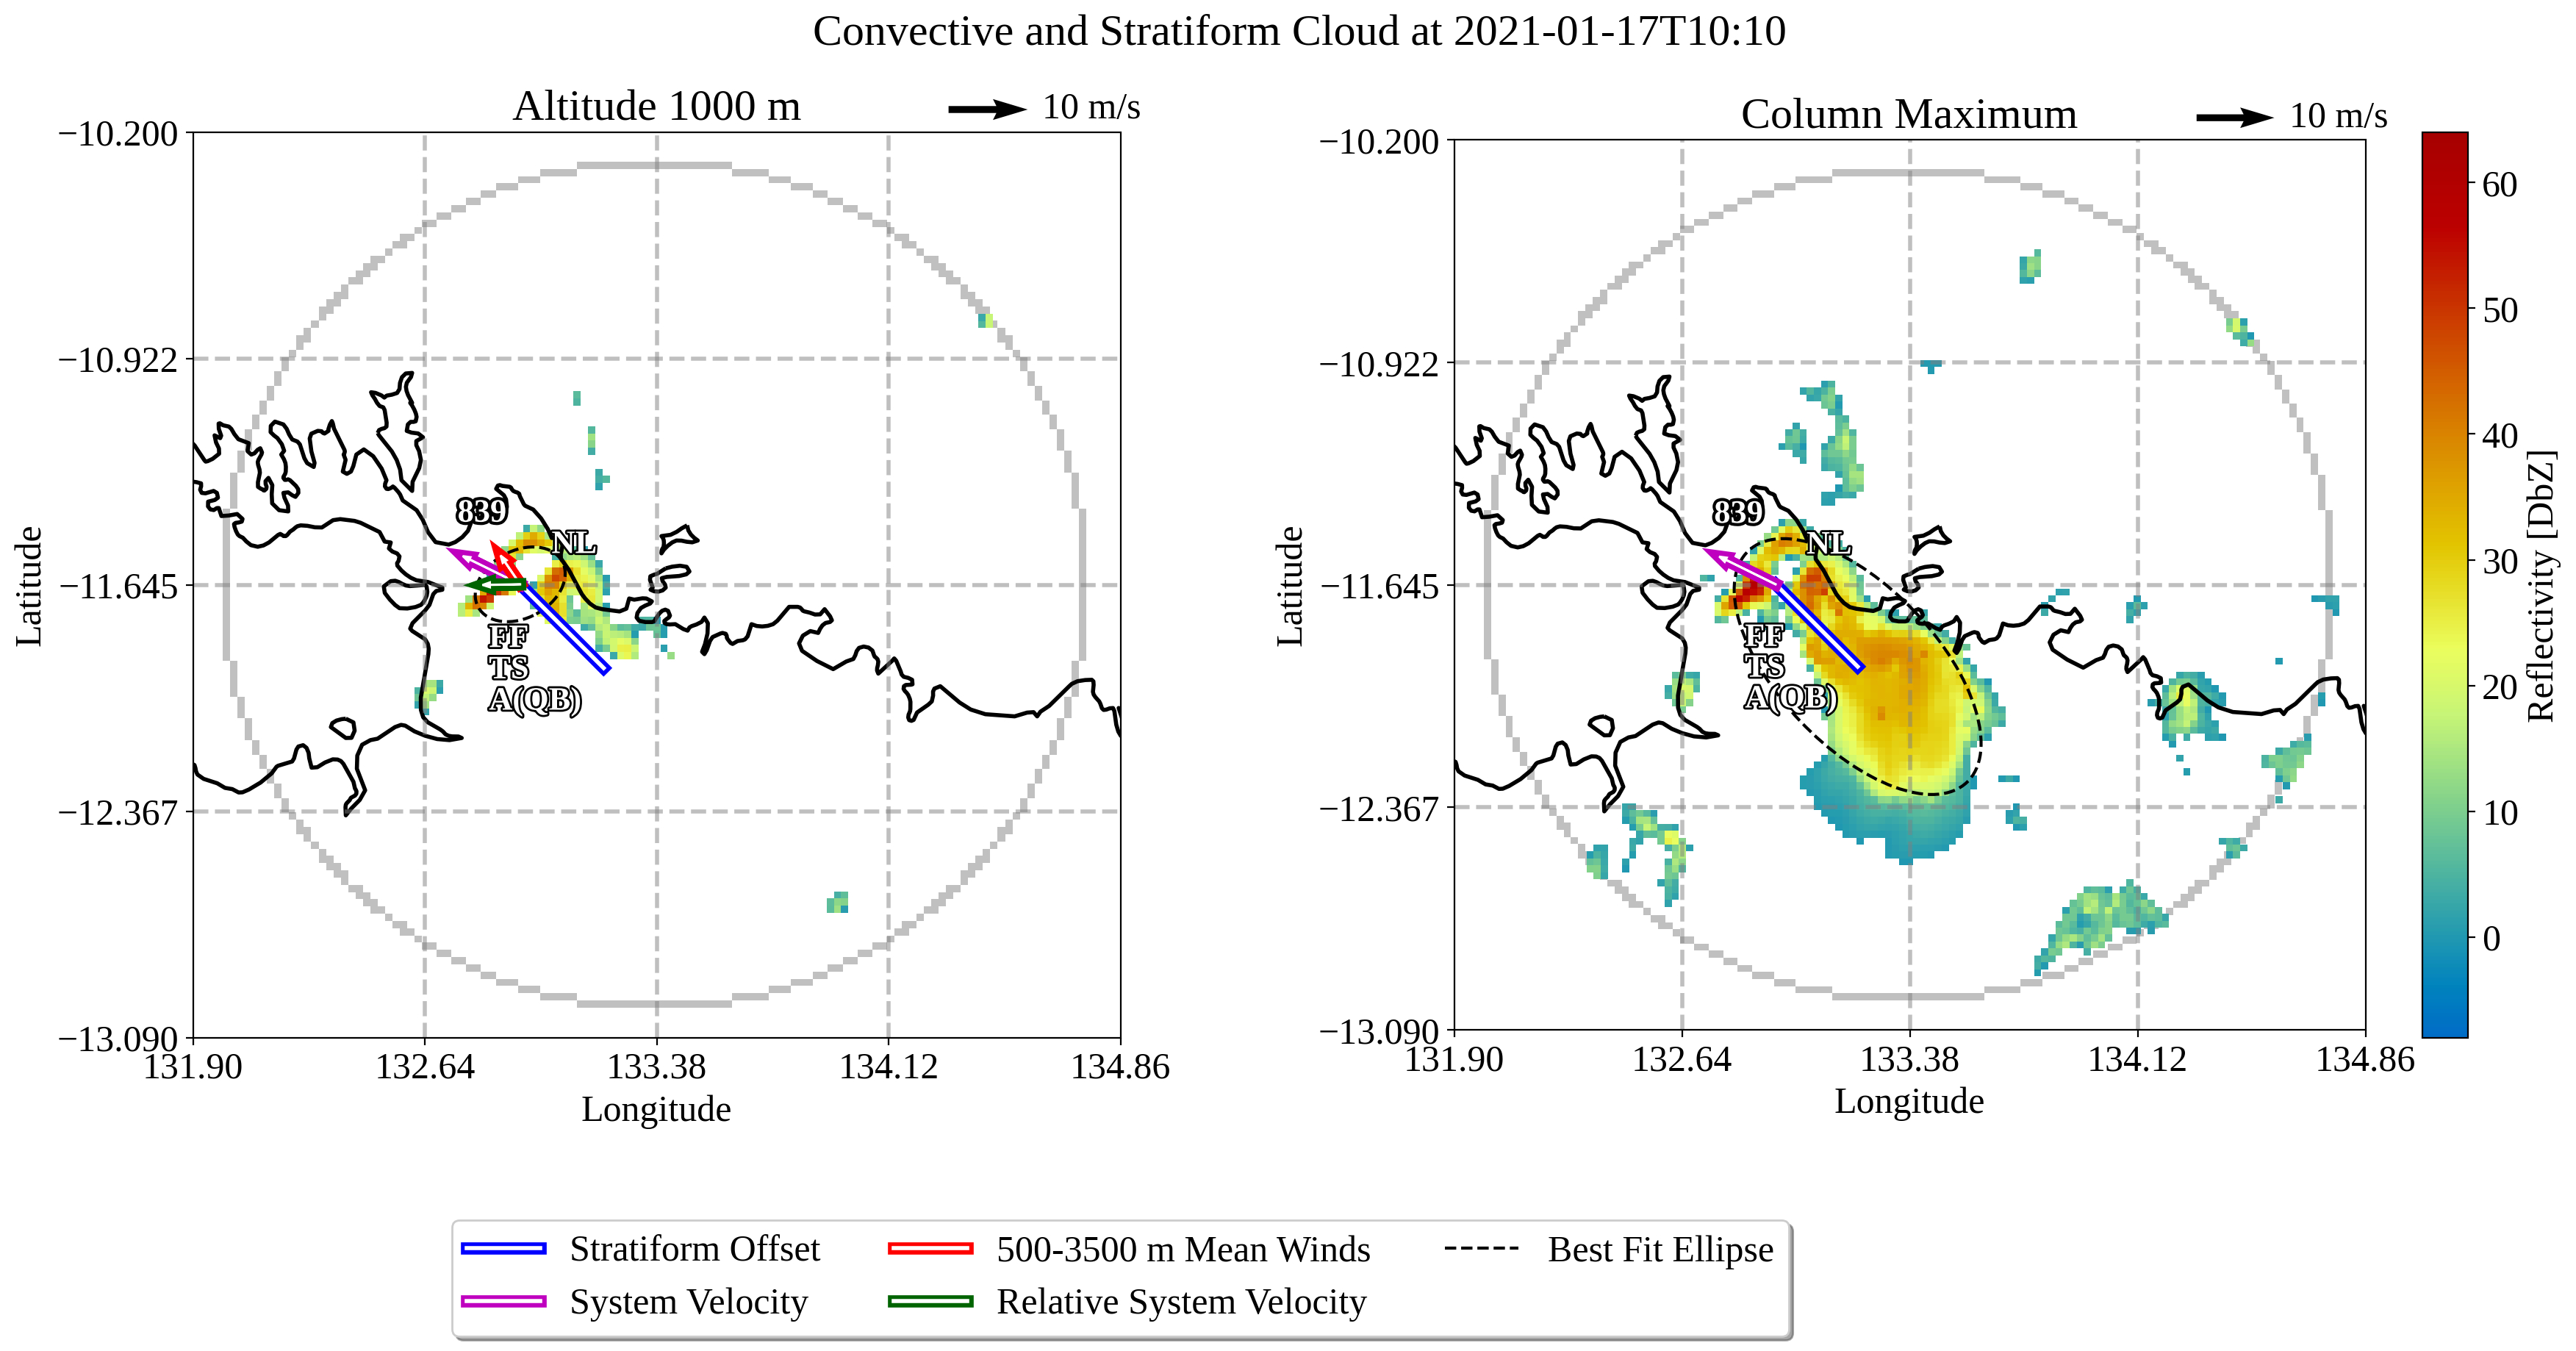 Convective and Stratiform Cloud at 2021-01-17T10:10
Altitude 1000 m
10 m/s
−10.200
−10.922
−11.645
−12.367
−13.090
Latitude
131.90
132.64
133.38
134.12
134.86
Longitude
839
NL
FF
TS
A(QB)
Column Maximum
10 m/s
−10.200
−10.922
−11.645
−12.367
−13.090
Latitude
131.90
132.64
133.38
134.12
134.86
Longitude
839
NL
FF
TS
A(QB)
60
50
40
30
20
10
0
Reflectivity [DbZ]
Stratiform Offset
System Velocity
500-3500 m Mean Winds
Relative System Velocity
Best Fit Ellipse